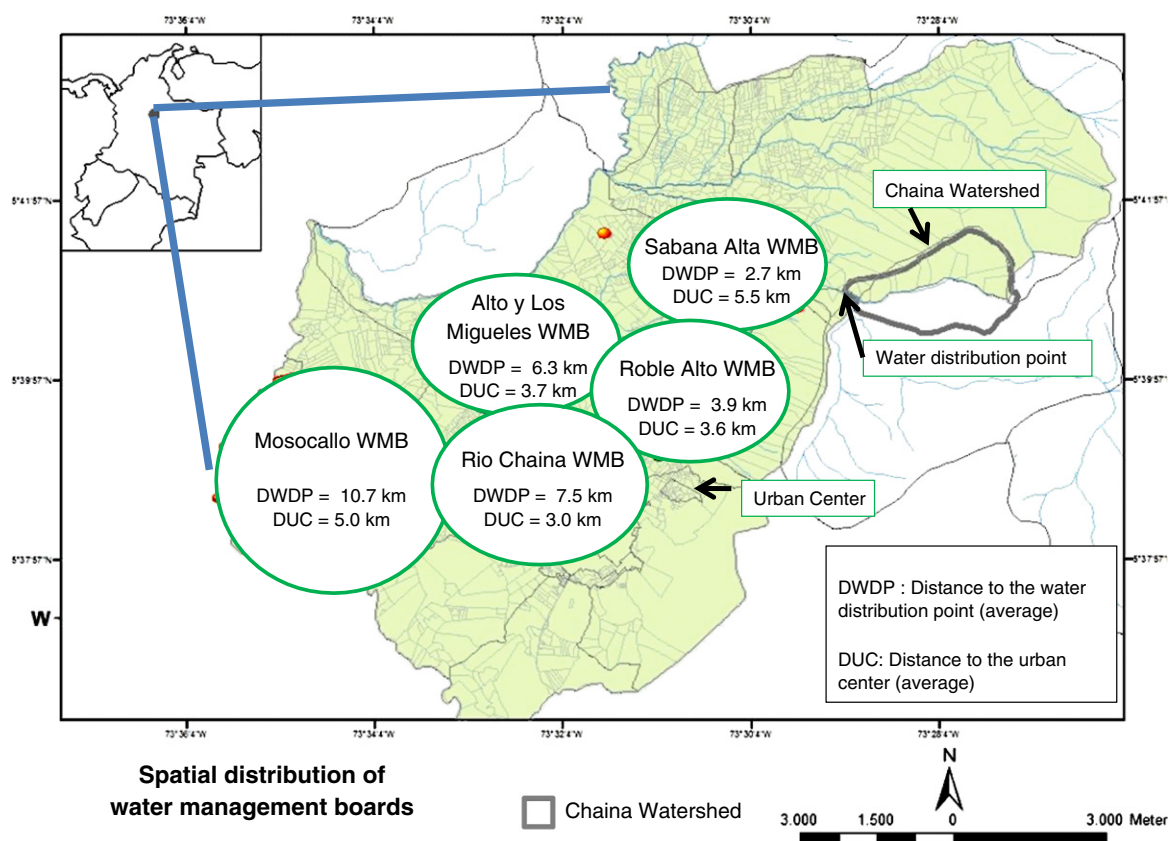 73°36'4"W
73°34'4"W
73°32'4"W
73°30'4"W
73°28'4"W
5°41'57"N
5°41'57"N
Chaina Watershed
Sabana Alta WMB
DWDP = 2.7 km
DUC = 5.5 km
Alto y Los
Migueles WMB
DWDP = 6.3 km
DUC = 3.7 km
Water distribution point
5°39'57"N
5°39'57"N
Roble Alto WMB
DWDP = 3.9 km
DUC = 3.6 km
Mosocallo WMB
DWDP = 10.7 km
DUC = 5.0 km
Rio Chaina WMB
DWDP = 7.5 km
DUC = 3.0 km
Urban Center
5°37'57"N
5°37'57"N
DWDP : Distance to the water
distribution point (average)
DUC: Distance to the urban
center (average)
W
73°36'4"W
73°34'4"W
73°32'4"W
73°30'4"W
73°28'4"W
Spatial distribution of
water management boards
Chaina Watershed
N
3.000 1.500 0 3.000 Meter